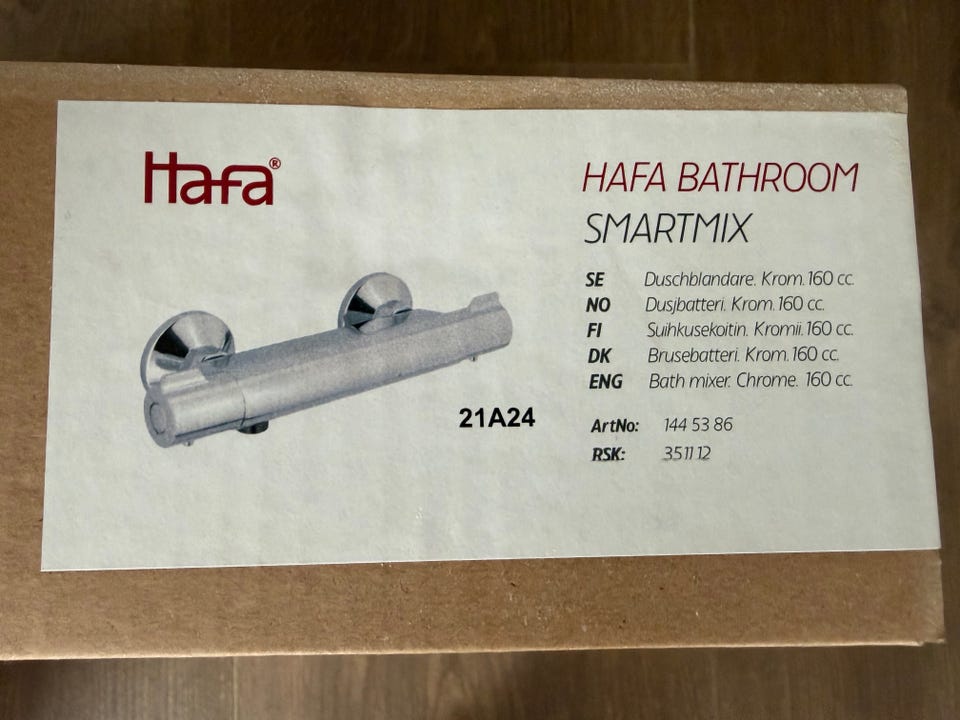 Hafa®
HAFA BATHROOM
SMARTMIX
SE Duschblandare. Krom. 160 cc.
NO Dusjbatteri. Krom. 160 cc.
FI Suihkusekoitin. Kromii. 160 cc.
DK Brusebatteri. Krom. 160 cc.
ENG Bath mixer. Chrome. 160 cc.
21A24
ArtNo: 144 53 86
RSK: 351 11 12